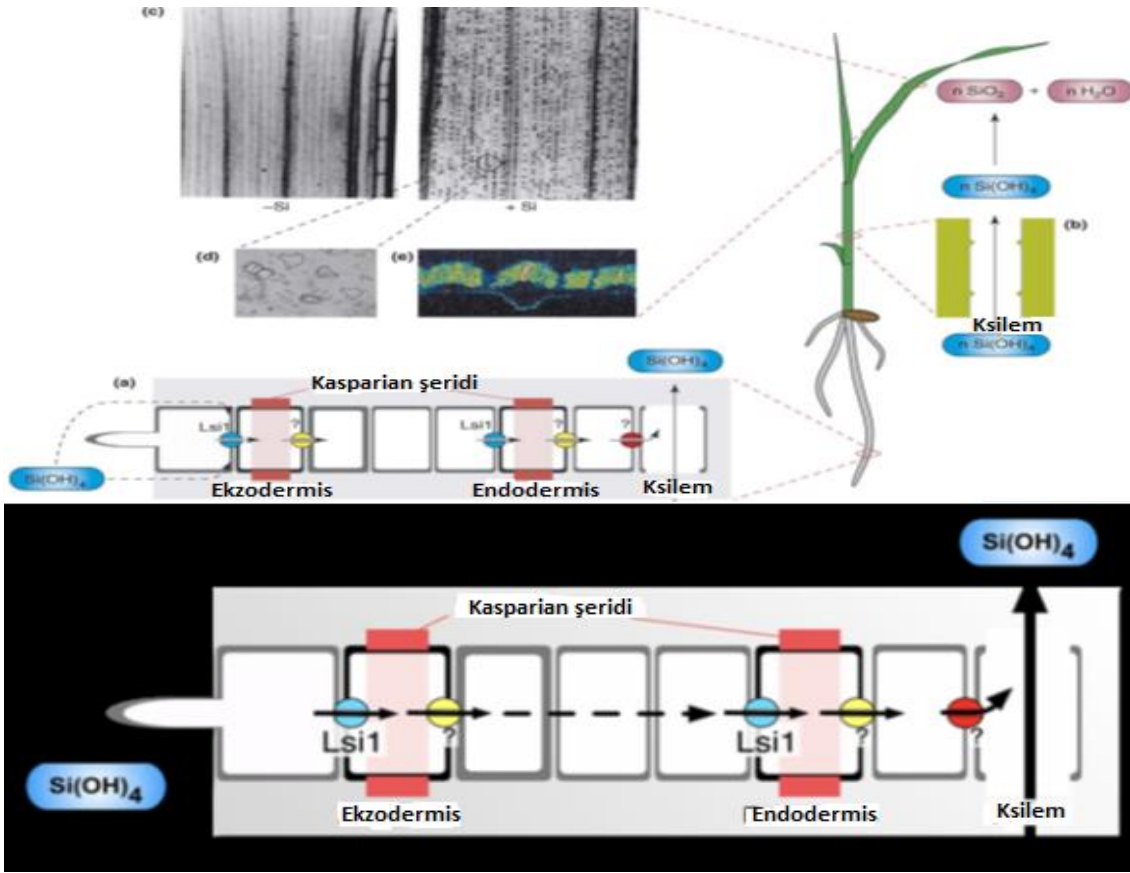 (c)
–Si
+ Si
n SiO₂ + n H₂O
n Si(OH)₄
(b)
(d)
(e)
Ksilem
n Si(OH)₄
Si(OH)₄
(a)
Kasparian şeridi
Lsi1
?
Lsi1
?
?
Si(OH)₄
Ekzodermis
Endodermis
Ksilem
Si(OH)₄
Kasparian şeridi
Lsi1
?
Lsi1
?
?
Si(OH)₄
Ekzodermis
Endodermis
Ksilem